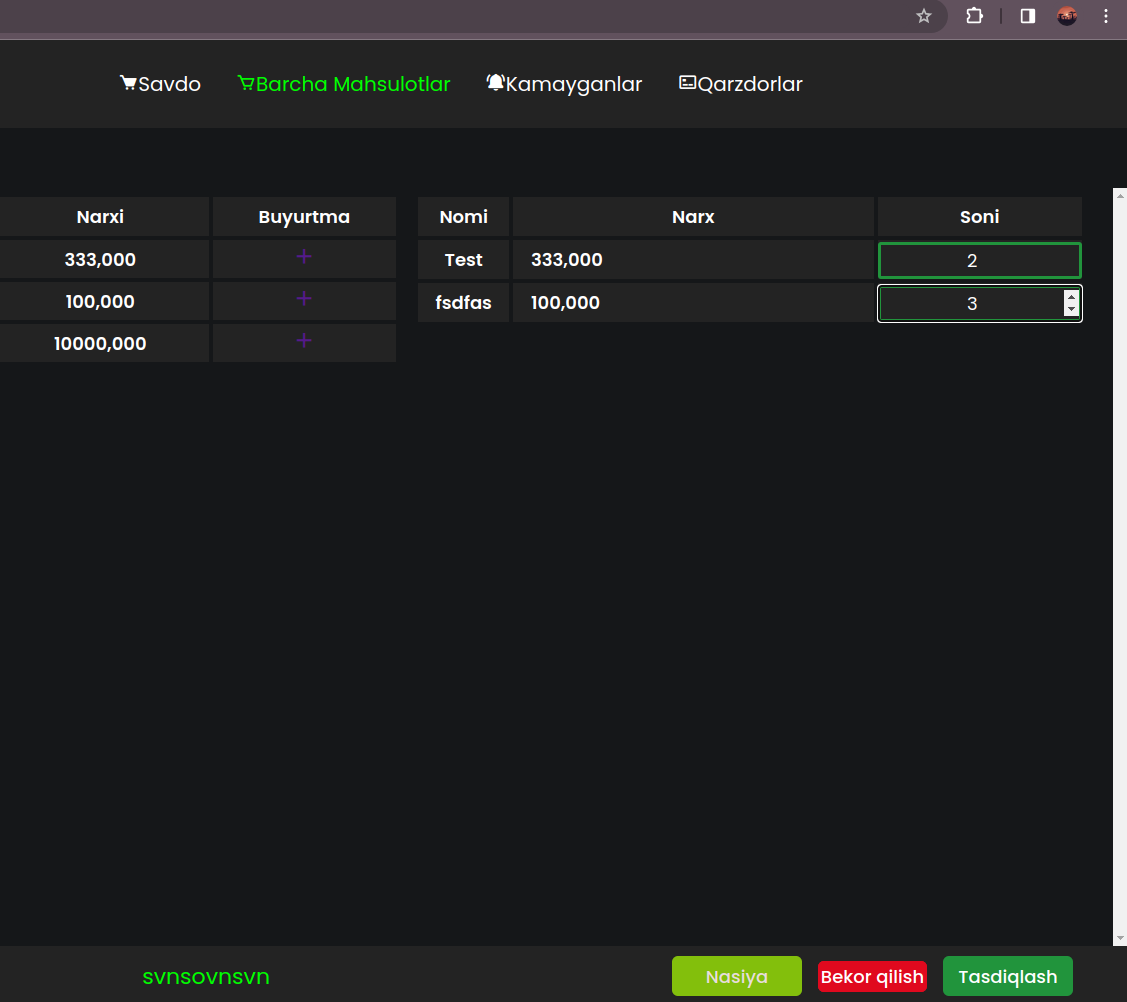 Savdo Barcha Mahsulotlar Kamayganlar Qarzdorlar
Narxi Buyurtma Nomi Narx Soni
333,000 + Test 333,000 2
100,000 + fsdfas 100,000 3
10000,000 +
svnsovnsvn Nasiya Bekor qilish Tasdiqlash